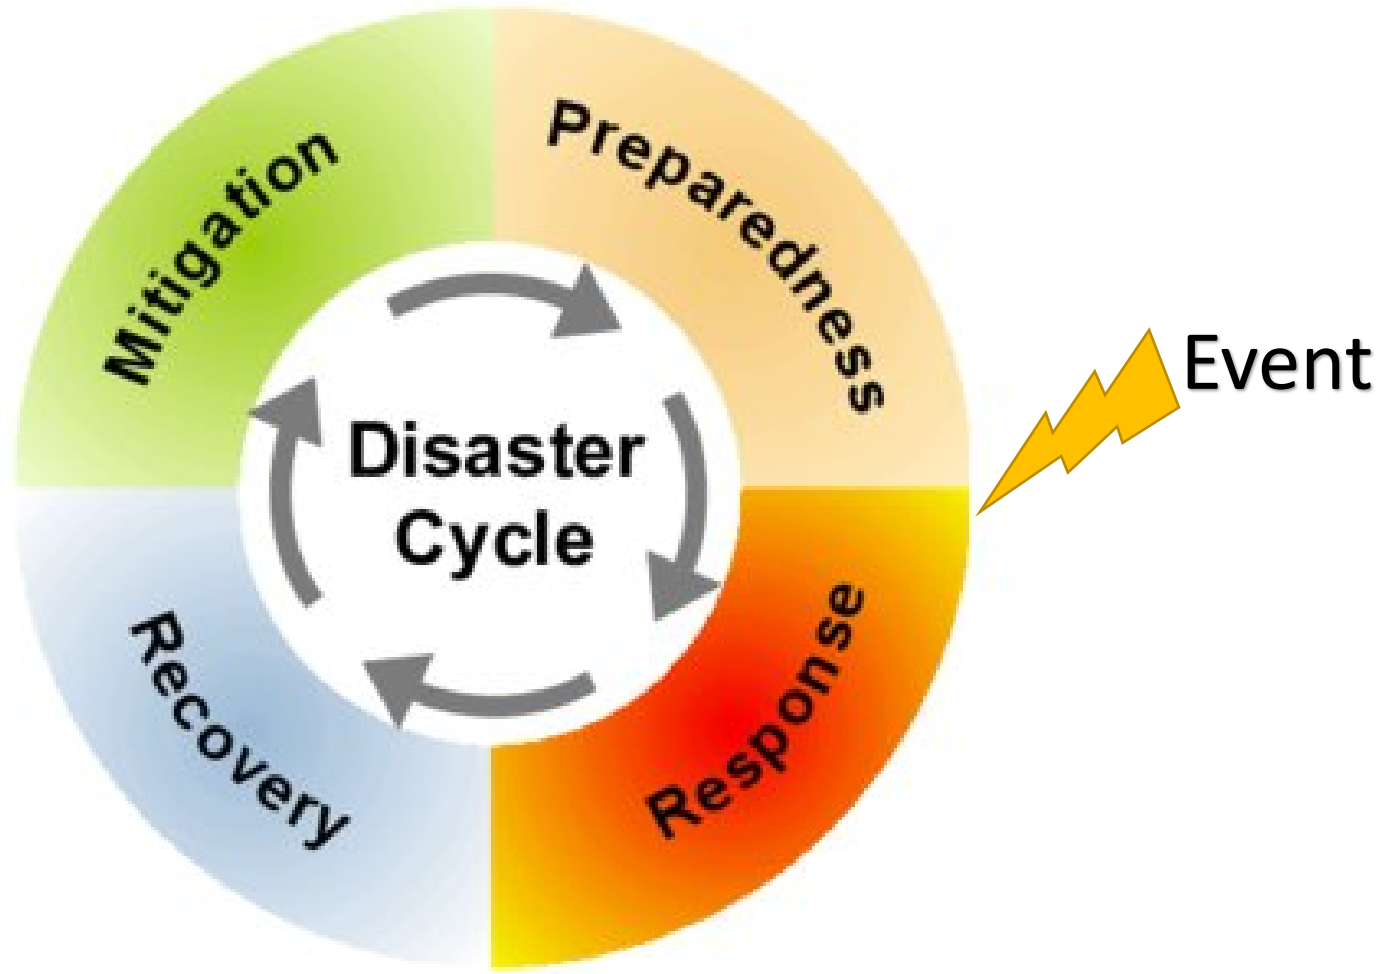 Mitigation
Preparedness
Event
Disaster
Cycle
Recovery
Response